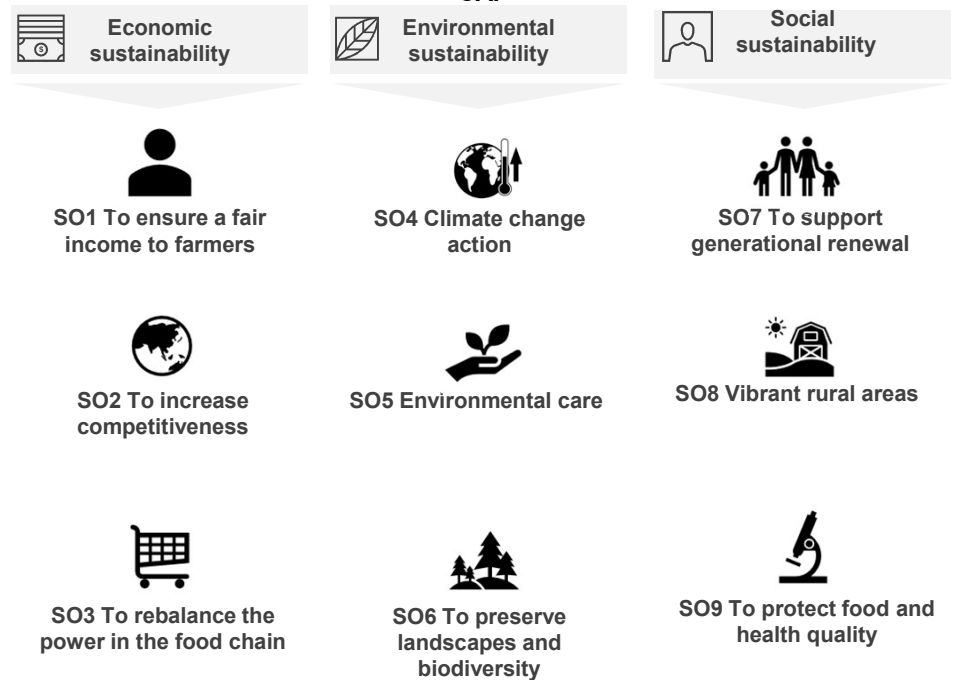 Economic
sustainability
Environmental
sustainability
Social
sustainability
SO1 To ensure a fair
income to farmers
SO4 Climate change
action
SO7 To support
generational renewal
SO2 To increase
competitiveness
SO5 Environmental care
SO8 Vibrant rural areas
SO3 To rebalance the
power in the food chain
SO6 To preserve
landscapes and
biodiversity
SO9 To protect food and
health quality